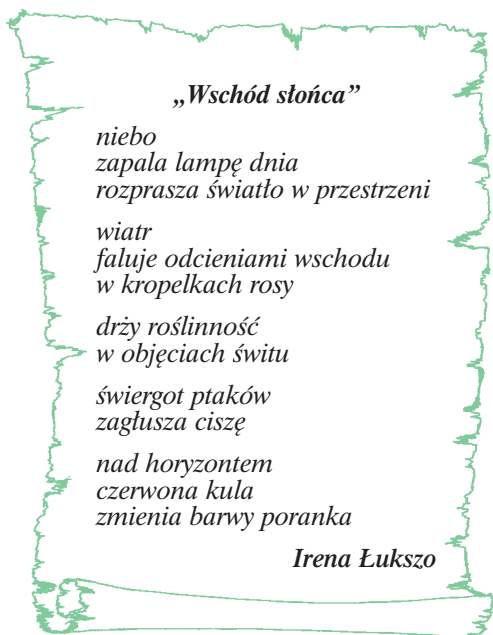 „Wschód słońca”
niebo
zapala lampę dnia
rozprasza światło w przestrzeni
wiatr
faluje odcieniami wschodu
w kropelkach rosy
drży roślinność
w objęciach świtu
świergot ptaków
zagłusza ciszę
nad horyzontem
czerwona kula
zmienia barwy poranka
Irena Łukszo